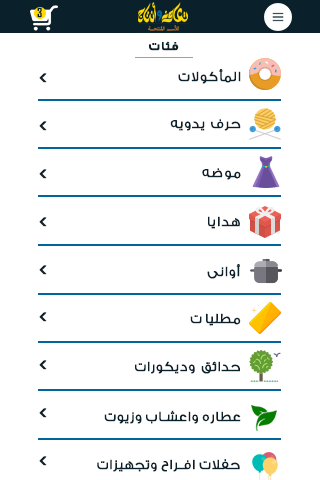 3
فئات
المأكولات
حرف يدويه
موضه
هدايا
أوانى
مطليات
حدائق وديكورات
عطاره واعشاب وزيوت
حفلات افراح وتجهيزات